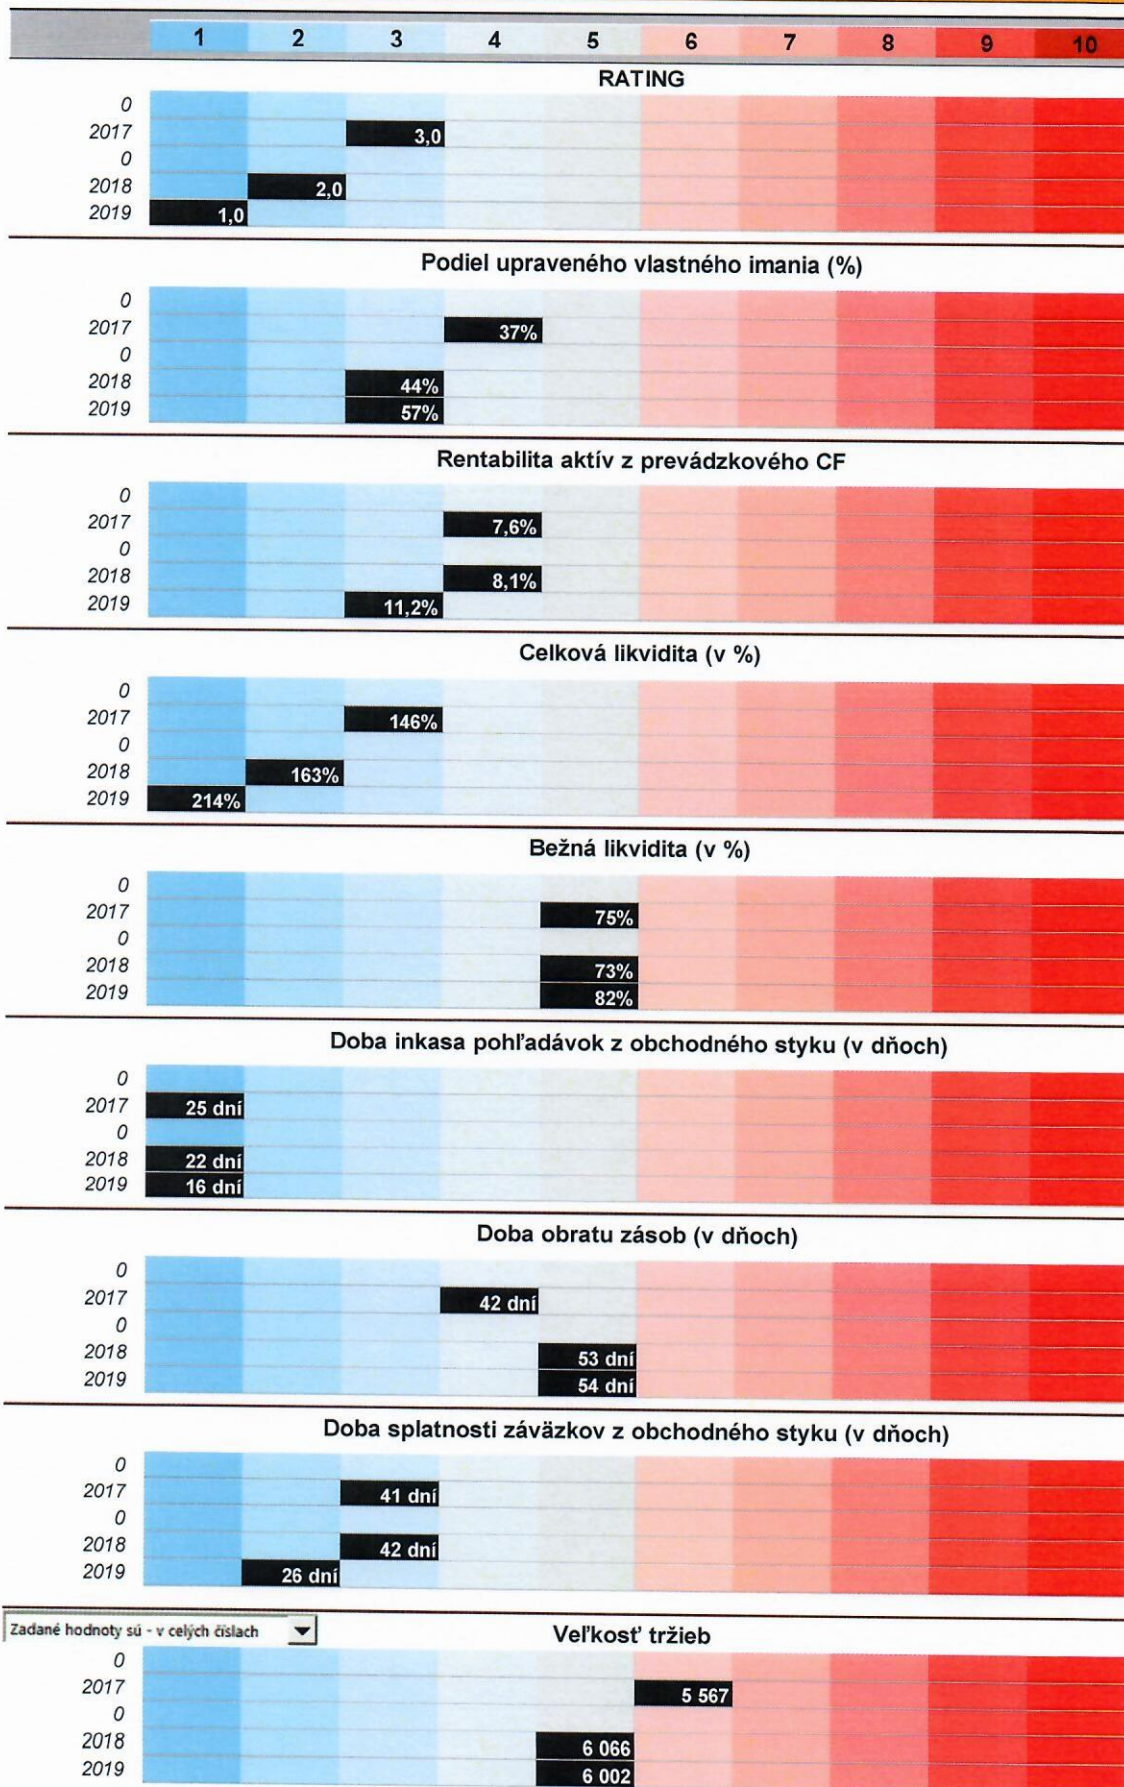 1 2 3 4 5 6 7 8 9 10
RATING
0
2017 3,0
0
2018 2,0
2019 1,0
Podiel upraveného vlastného imania (%)
0
2017 37%
0
2018 44%
2019 57%
Rentabilita aktív z prevádzkového CF
0
2017 7,6%
0
2018 8,1%
2019 11,2%
Celková likvidita (v %)
0
2017 146%
0
2018 163%
2019 214%
Bežná likvidita (v %)
0
2017 75%
0
2018 73%
2019 82%
Doba inkasa pohľadávok z obchodného styku (v dňoch)
0
2017 25 dní
0
2018 22 dní
2019 16 dní
Doba obratu zásob (v dňoch)
0
2017 42 dní
0
2018 53 dní
2019 54 dní
Doba splatnosti záväzkov z obchodného styku (v dňoch)
0
2017 41 dní
0
2018 42 dní
2019 26 dní
Zadané hodnoty sú - v celých číslach
Veľkosť tržieb
0
2017 5 567
0
2018 6 066
2019 6 002